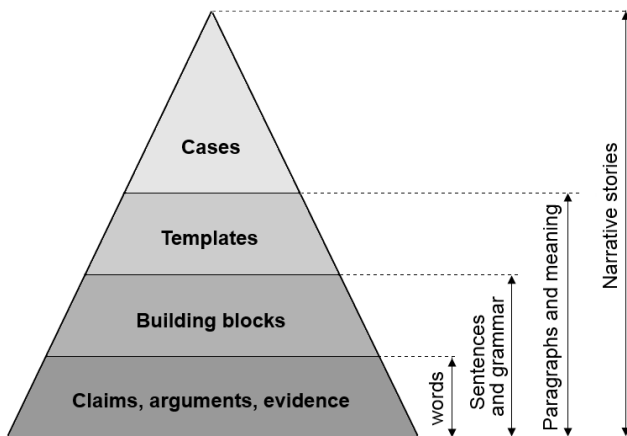 Cases
Templates
Building blocks
Claims, arguments, evidence
words
Sentences
and grammar
Paragraphs and meaning
Narrative stories